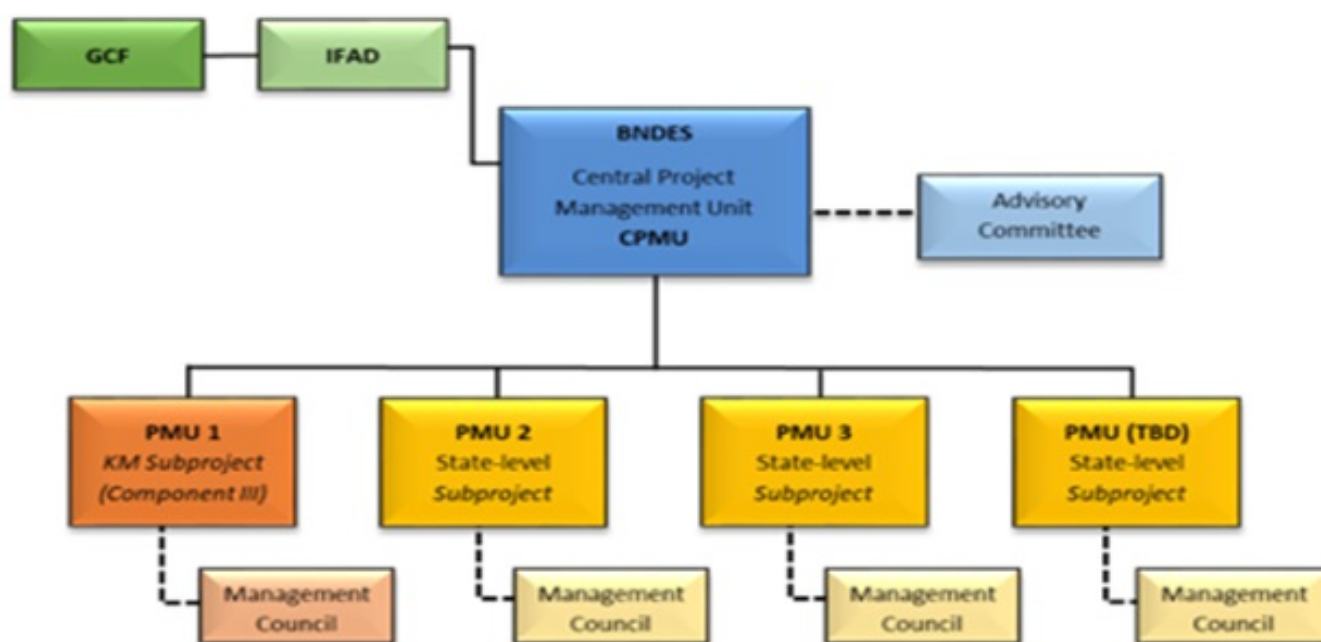 GCF
IFAD
BNDES
Central Project
Management Unit
CPMU
Advisory
Committee
PMU 1
KM Subproject
(Component III)
PMU 2
State-level
Subproject
PMU 3
State-level
Subproject
PMU (TBD)
State-level
Subproject
Management
Council
Management
Council
Management
Council
Management
Council